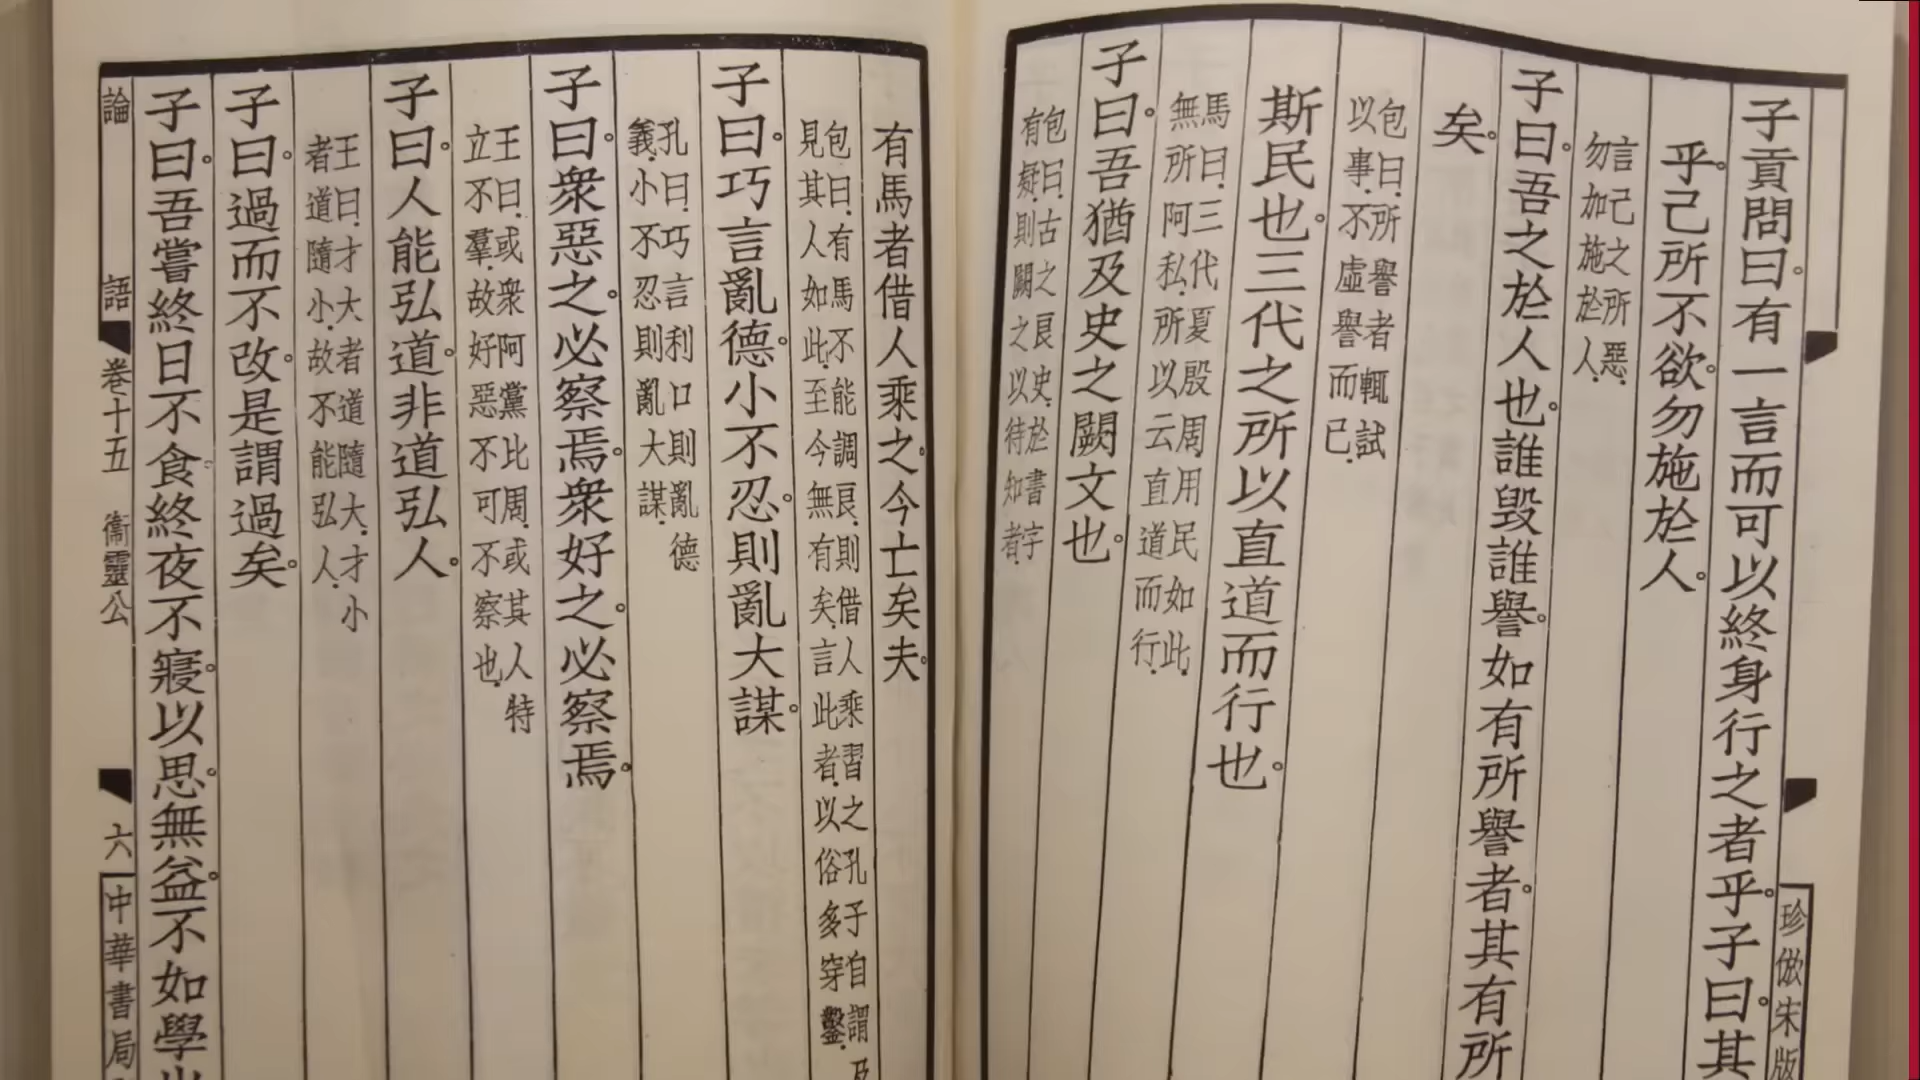 珍倣宋版
子貢問曰。有一言而可以終身行之者乎。子曰。其恕
乎。己所不欲。勿施於人。
言己之所惡.
勿加施於人.
子曰。吾之於人也。誰毀誰譽。如有所譽者。其有所
矣。
包曰.所譽者輒試
以事.不虛譽而已.
斯民也。三代之所以直道而行也。
馬曰.三代夏殷周用民如此.
無所阿私.所以云直道而行.
子曰。吾猶及史之闕文也。
包曰.古之良史.於書字
有疑.則闕之以待知者.
有馬者借人乘之。今亡矣夫。
包曰.有馬不能調良.則借人乘習之孔子自謂及
見其人如此.至今無有矣.言此者.以俗多穿鑿.
子曰。巧言亂德。小不忍。則亂大謀。
孔曰.巧言利口則亂德
義.小不忍則亂大謀.
子曰。衆惡之。必察焉。衆好之。必察焉。
王曰.或衆阿黨比周.或其人特
立不羣.故好惡不可不察也.
子曰。人能弘道。非道弘人。
王曰.才大者道隨大.才小
者道隨小.故不能弘人.
子曰。過而不改。是謂過矣。
子曰。吾嘗終日不食。終夜不寢。以思。無益。不如學
論語 卷十五 衞靈公 六 中華書局